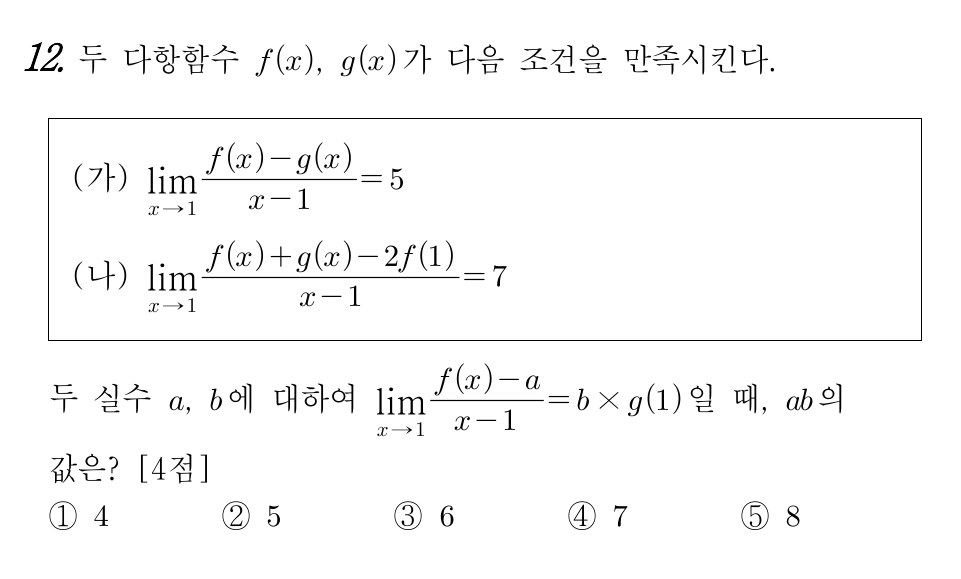 12. 두 다항함수 f(x), g(x)가 다음 조건을 만족시킨다.
(가) lim_{x→1} (f(x)−g(x))/(x−1) = 5
(나) lim_{x→1} (f(x)+g(x)−2f(1))/(x−1) = 7
두 실수 a, b에 대하여 lim_{x→1} (f(x)−a)/(x−1) = b×g(1)일 때, ab의
값은? [4점]
① 4 ② 5 ③ 6 ④ 7 ⑤ 8